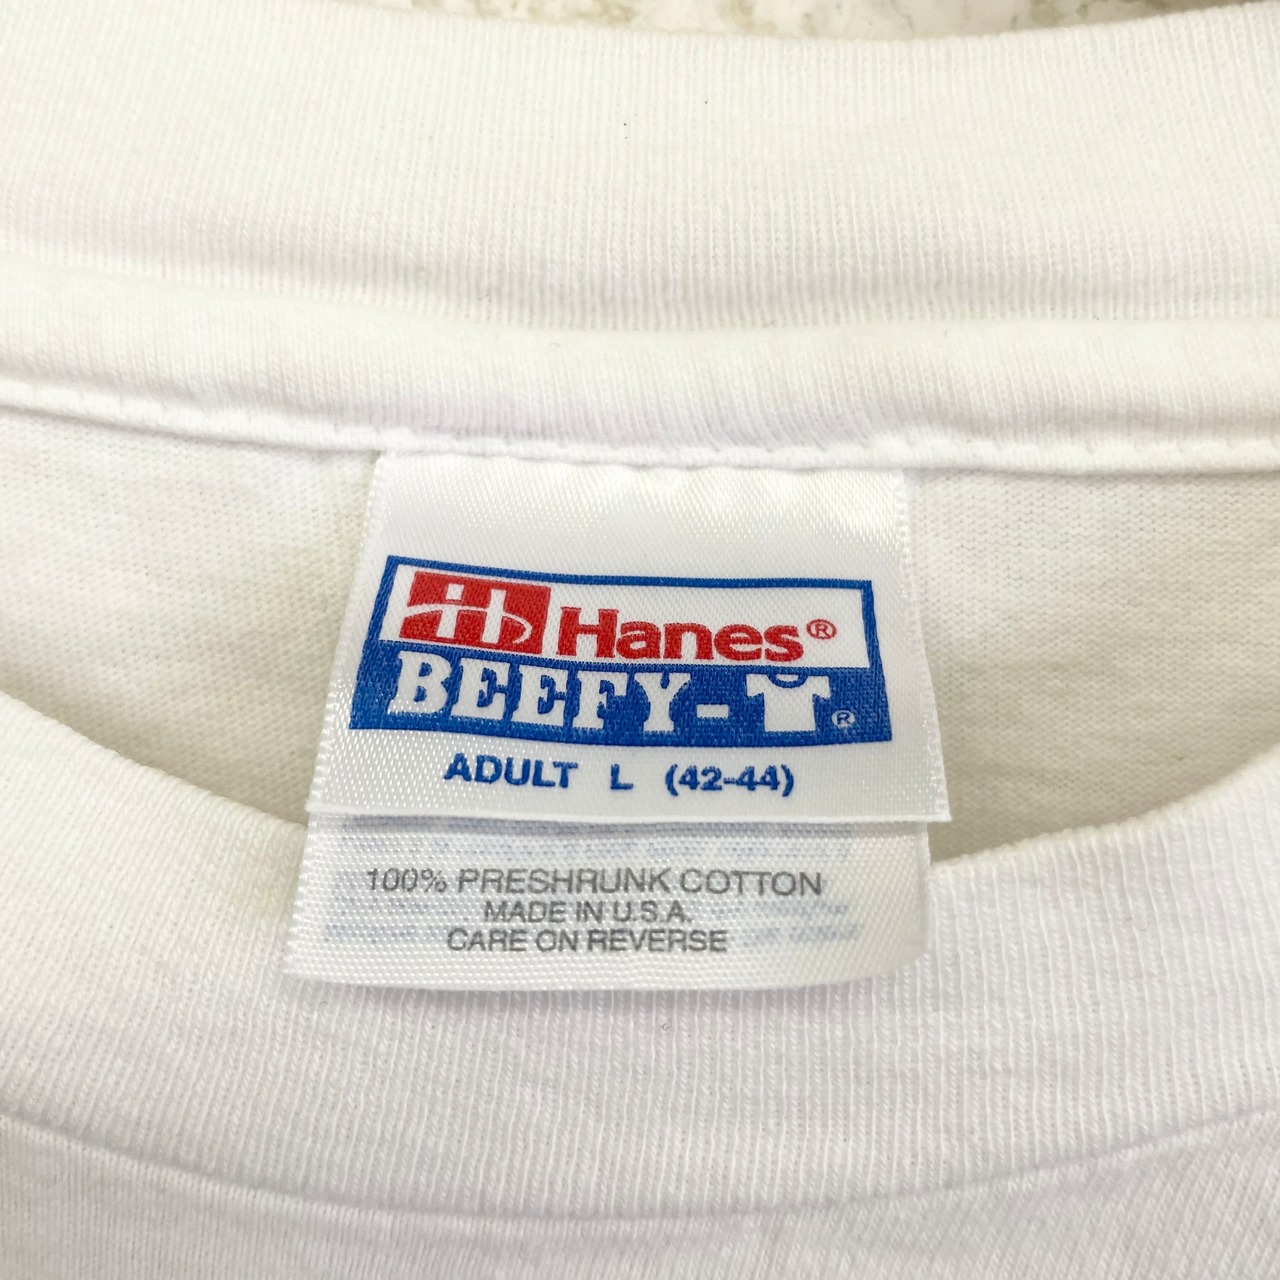 Hanes®
BEEFY-T®
ADULT L (42-44)
100% PRESHRUNK COTTON
MADE IN U.S.A.
CARE ON REVERSE